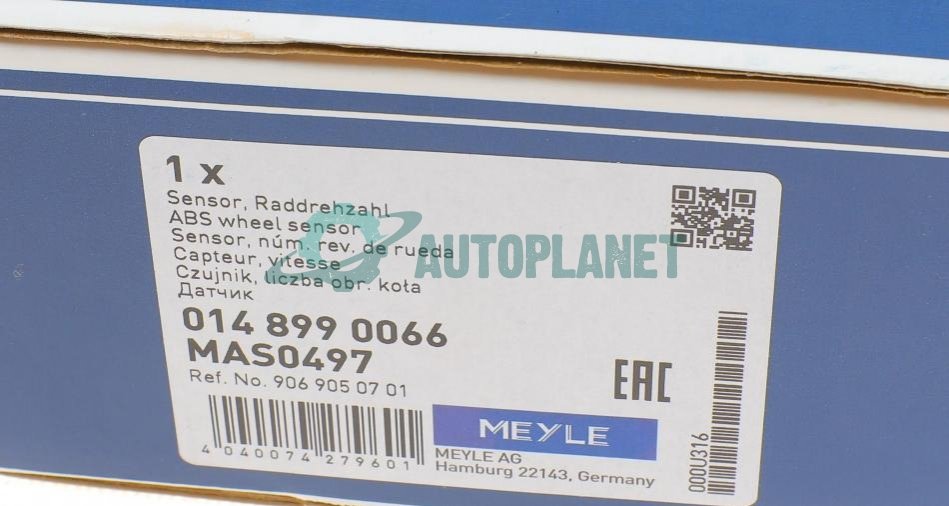 1 x
Sensor, Raddrehzahl
ABS wheel sensor
Sensor, núm. rev. de rueda
Capteur, vitesse
Czujnik, liczba obr. koła
Датчик
AUTOPLANET
014 899 0066
MAS0497
Ref. No. 906 905 07 01
EAC
4 040074 279601
MEYLE
MEYLE AG
Hamburg 22143, Germany
000U316